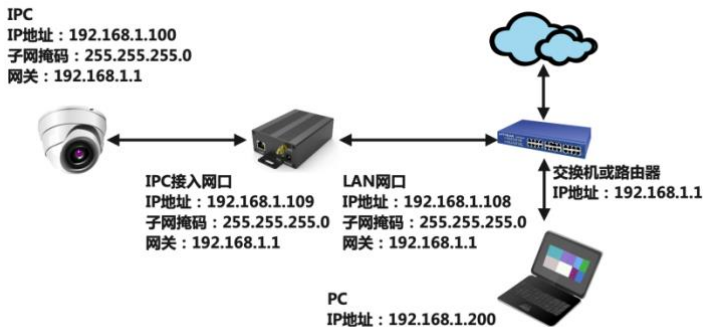 IPC
IP地址：192.168.1.100
子网掩码：255.255.255.0
网关：192.168.1.1
IPC接入网口
IP地址：192.168.1.109
子网掩码：255.255.255.0
网关：192.168.1.1
LAN网口
IP地址：192.168.1.108
子网掩码：255.255.255.0
网关：192.168.1.1
交换机或路由器
IP地址：192.168.1.1
PC
IP地址：192.168.1.200